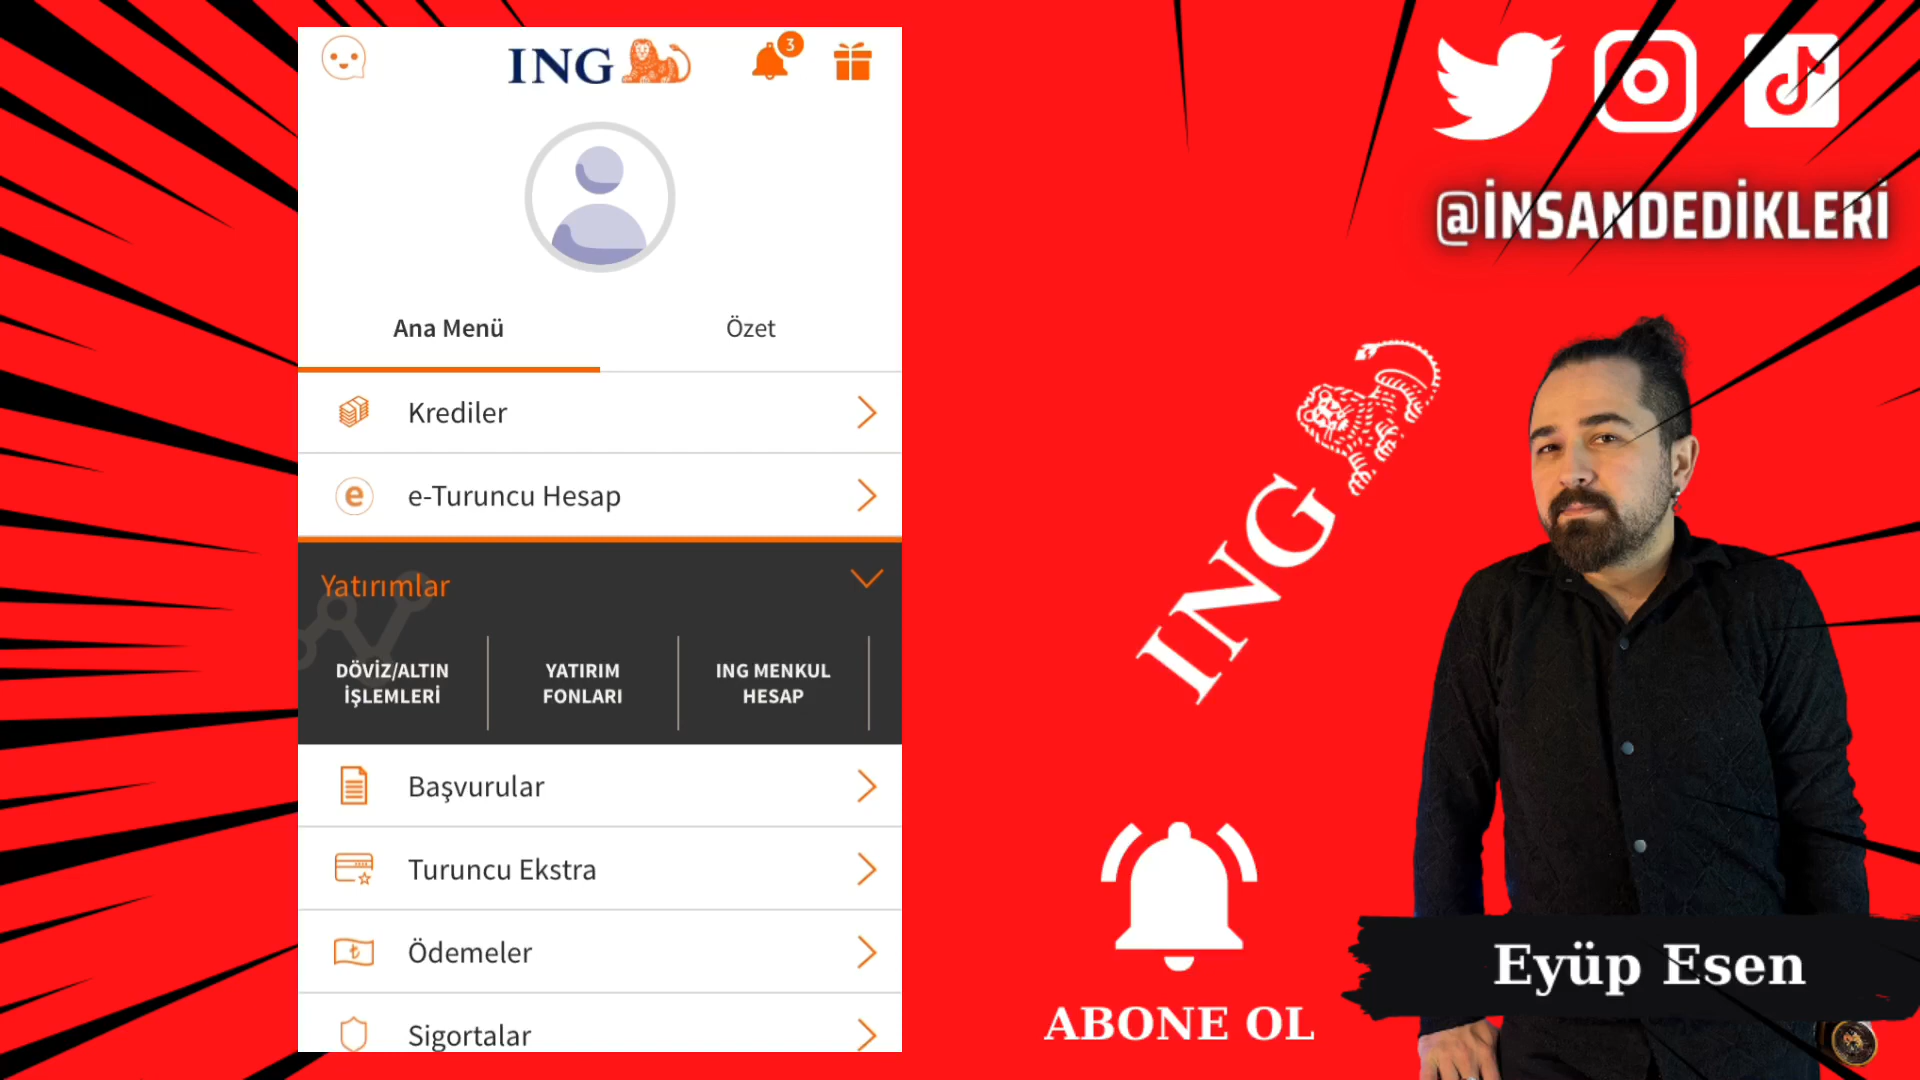 ING
3
Ana Menü
Özet
Krediler
e
e-Turuncu Hesap
Yatırımlar
DÖVİZ/ALTIN
İŞLEMLERİ
YATIRIM
FONLARI
ING MENKUL
HESAP
Başvurular
Turuncu Ekstra
Ödemeler
Sigortalar
@İNSANDEDİKLERİ
ING
ABONE OL
Eyüp Esen